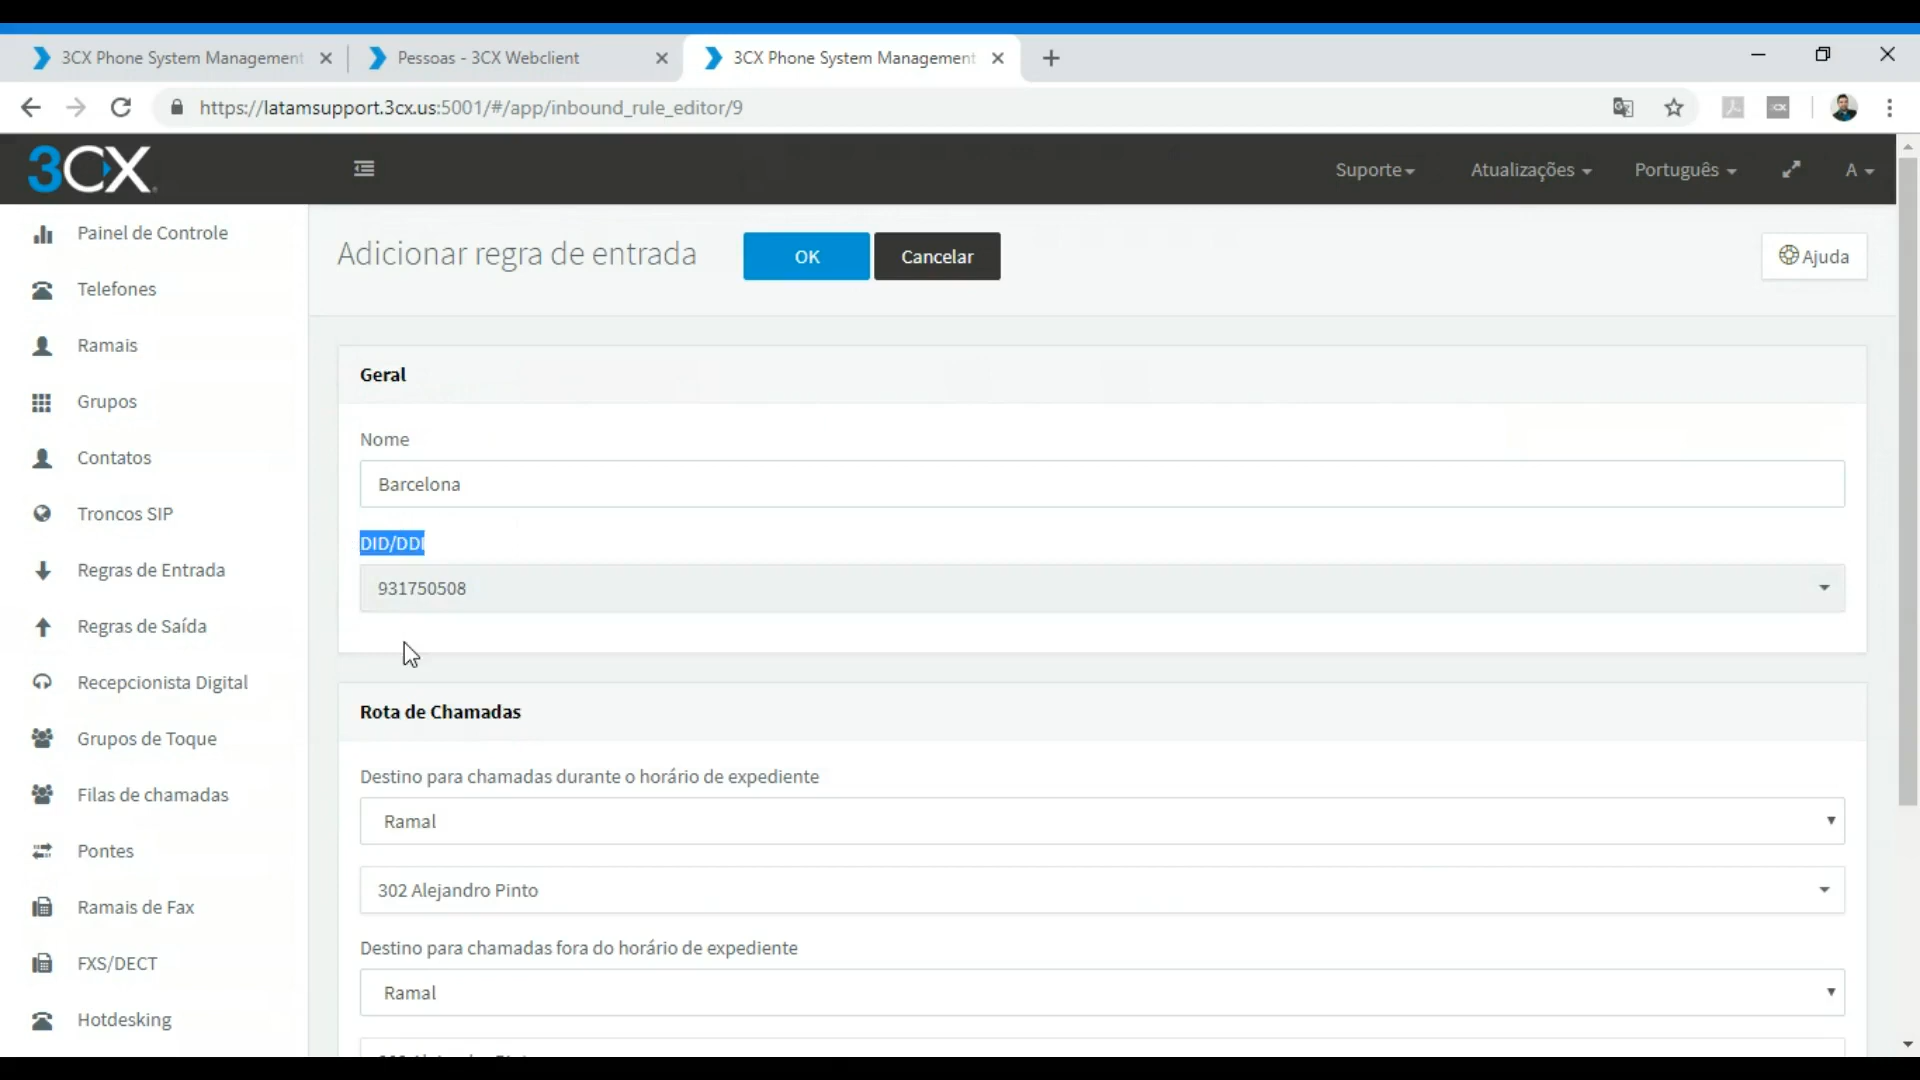 3CX Phone System Management
Pessoas - 3CX Webclient
3CX Phone System Management
https://latamsupport.3cx.us:5001/#/app/inbound_rule_editor/9
3CX
Suporte
Atualizações
Português
A
Painel de Controle
Telefones
Ramais
Grupos
Contatos
Troncos SIP
Regras de Entrada
Regras de Saída
Recepcionista Digital
Grupos de Toque
Filas de chamadas
Pontes
Ramais de Fax
FXS/DECT
Hotdesking
Adicionar regra de entrada
OK
Cancelar
Ajuda
Geral
Nome
Barcelona
DID/DDI
931750508
Rota de Chamadas
Destino para chamadas durante o horário de expediente
Ramal
302 Alejandro Pinto
Destino para chamadas fora do horário de expediente
Ramal